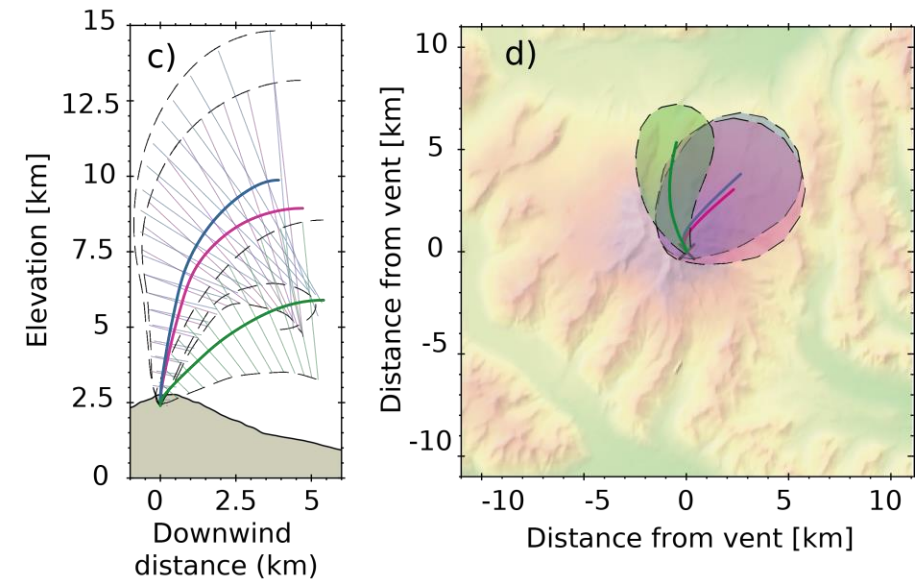 c)
15
12.5
10
7.5
5
2.5
0
Elevation [km]
0 2.5 5
Downwind
distance (km)
d)
10
5
0
-5
-10
Distance from vent [km]
-10 -5 0 5 10
Distance from vent [km]